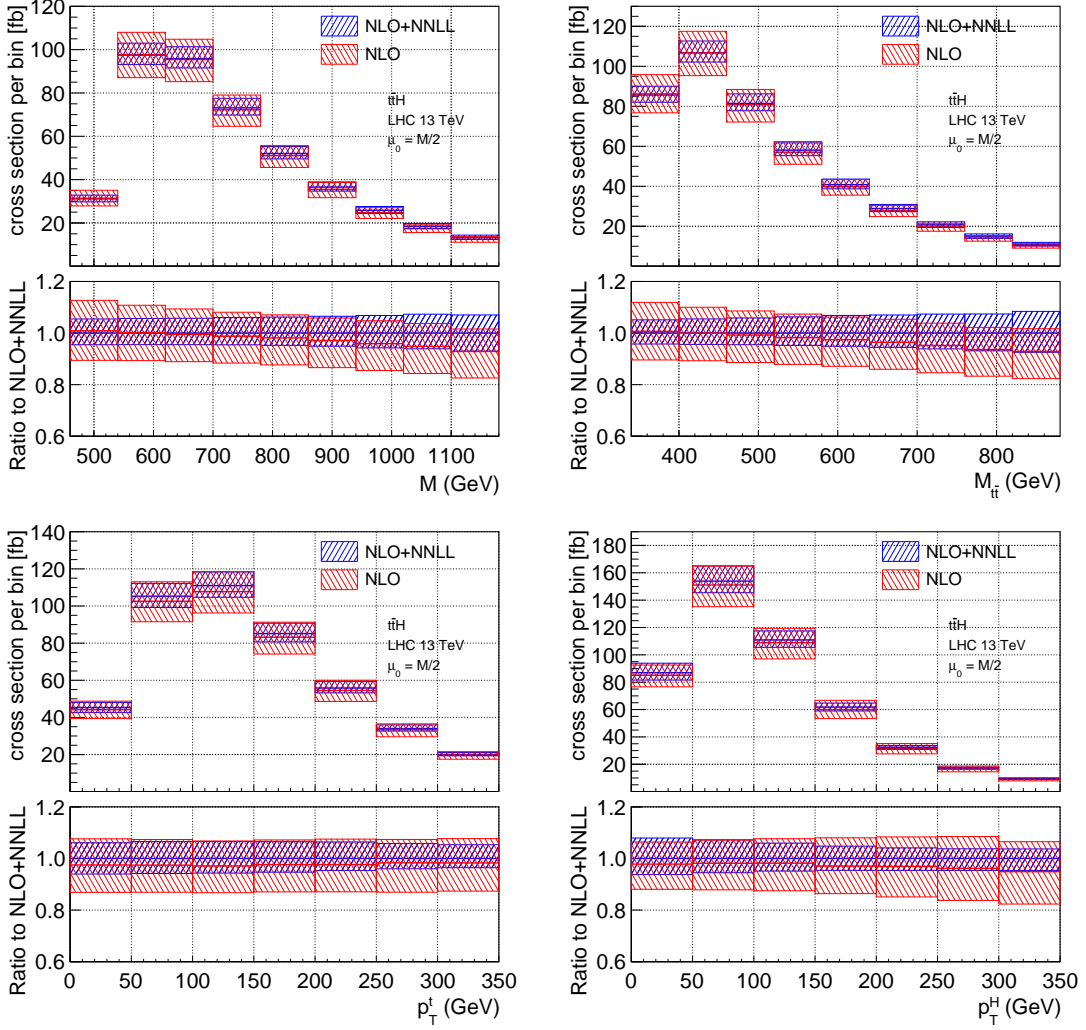 cross section per bin [fb]
120
100
80
60
40
20
NLO+NNLL
NLO
tt̄H
LHC 13 TeV
μ₀ = M/2
Ratio to NLO+NNLL
1.2
1.0
0.8
0.6
500 600 700 800 900 1000 1100
M (GeV)
cross section per bin [fb]
120
100
80
60
40
20
NLO+NNLL
NLO
tt̄H
LHC 13 TeV
μ₀ = M/2
Ratio to NLO+NNLL
1.2
1.0
0.8
0.6
400 500 600 700 800
M_tt̄ (GeV)
cross section per bin [fb]
140
120
100
80
60
40
20
NLO+NNLL
NLO
tt̄H
LHC 13 TeV
μ₀ = M/2
Ratio to NLO+NNLL
1.2
1.0
0.8
0.6
0 50 100 150 200 250 300 350
p_T^t (GeV)
cross section per bin [fb]
180
160
140
120
100
80
60
40
20
NLO+NNLL
NLO
tt̄H
LHC 13 TeV
μ₀ = M/2
Ratio to NLO+NNLL
1.2
1.0
0.8
0.6
0 50 100 150 200 250 300 350
p_T^H (GeV)